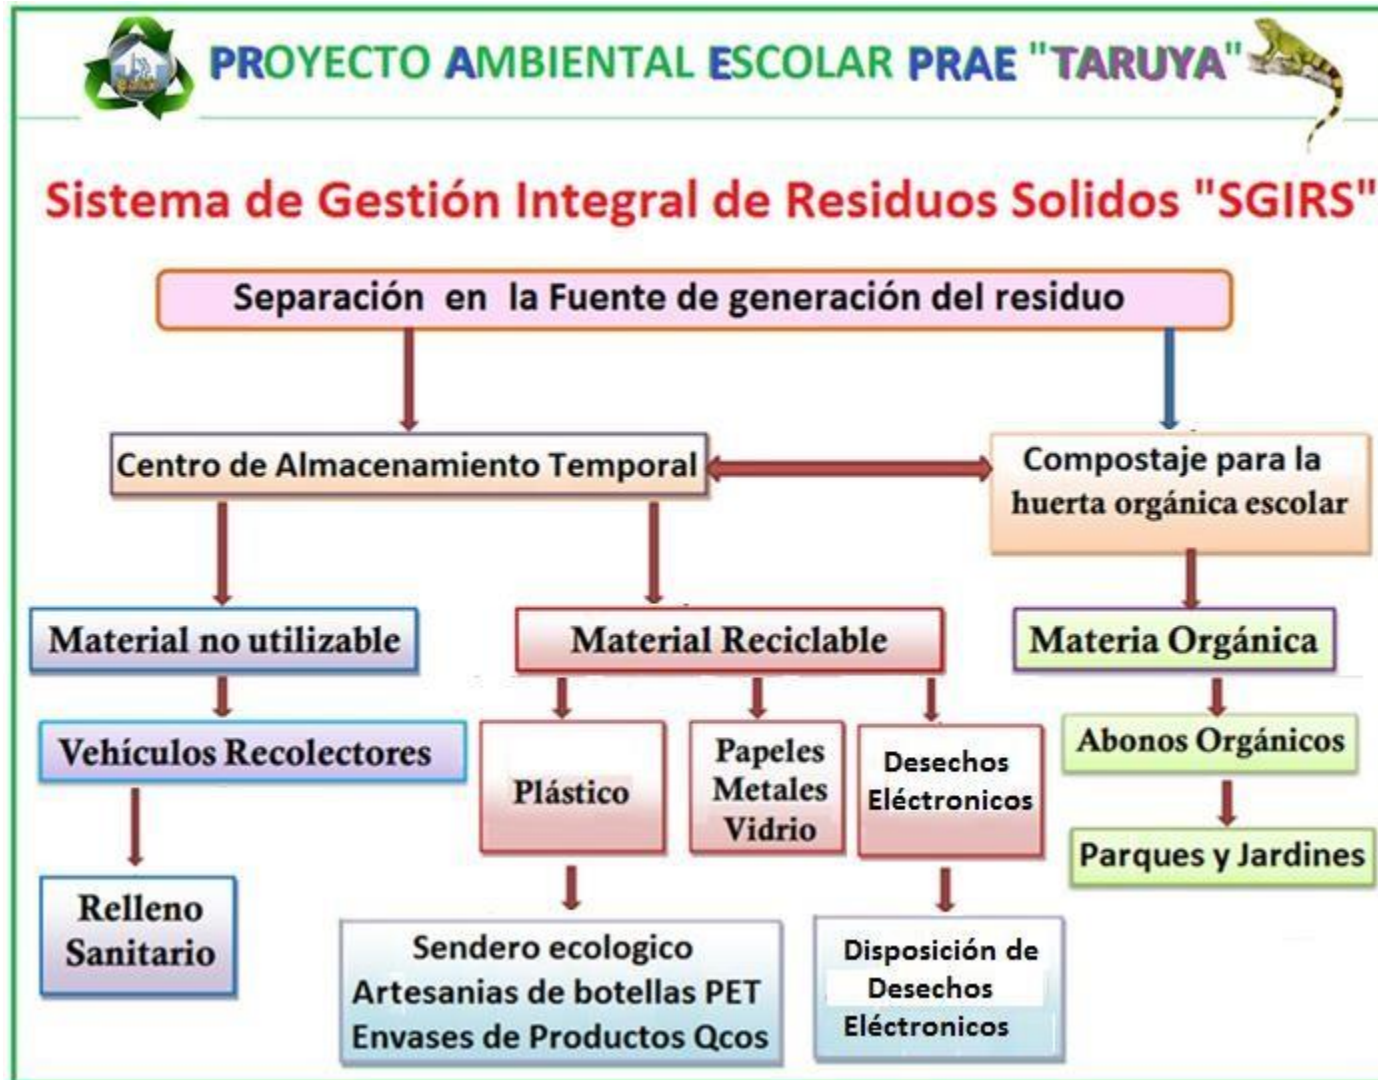 PROYECTO AMBIENTAL ESCOLAR PRAE "TARUYA"
Sistema de Gestión Integral de Residuos Solidos "SGIRS"
Separación en la Fuente de generación del residuo
Centro de Almacenamiento Temporal
Compostaje para la
huerta orgánica escolar
Material no utilizable
Material Reciclable
Materia Orgánica
Vehículos Recolectores
Plástico
Papeles
Metales
Vidrio
Desechos
Eléctronicos
Abonos Orgánicos
Parques y Jardines
Relleno
Sanitario
Sendero ecologico
Artesanias de botellas PET
Envases de Productos Qcos
Disposición de
Desechos
Eléctronicos